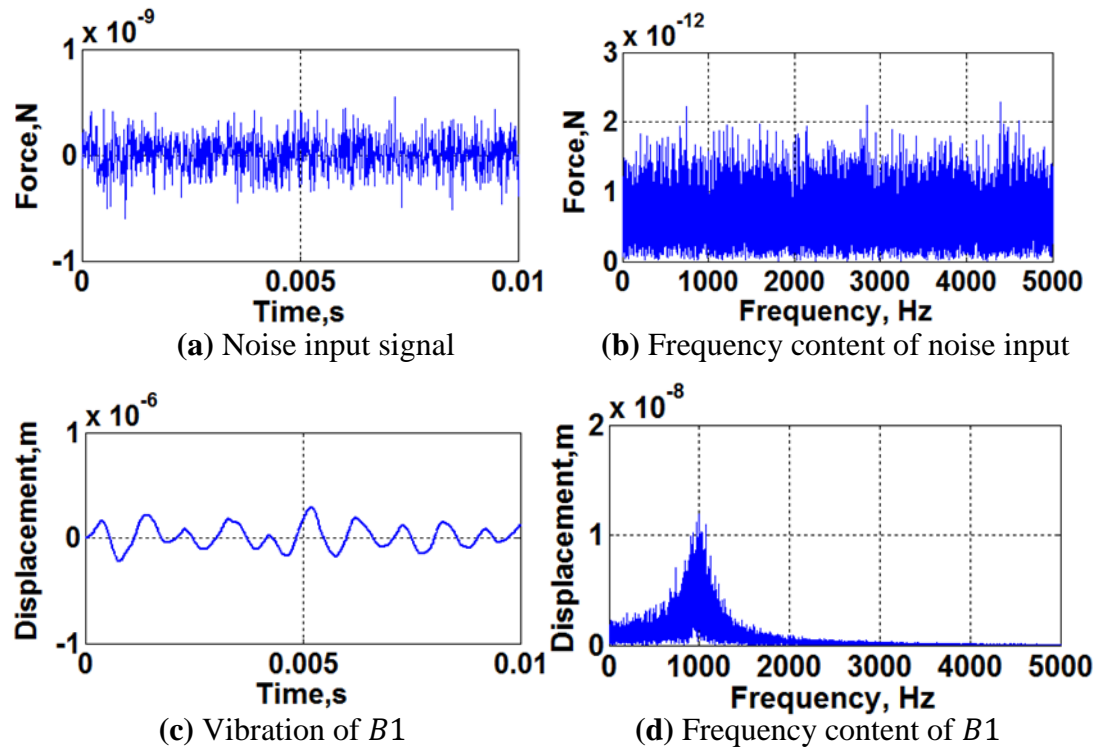 x 10^-9
1
0
-1
Force,N
0 0.005 0.01
Time,s
(a) Noise input signal
x 10^-12
3
2
1
0
Force,N
0 1000 2000 3000 4000 5000
Frequency, Hz
(b) Frequency content of noise input
x 10^-6
1
0
-1
Displacement,m
0 0.005 0.01
Time,s
(c) Vibration of B1
x 10^-8
2
1
0
Displacement,m
0 1000 2000 3000 4000 5000
Frequency, Hz
(d) Frequency content of B1